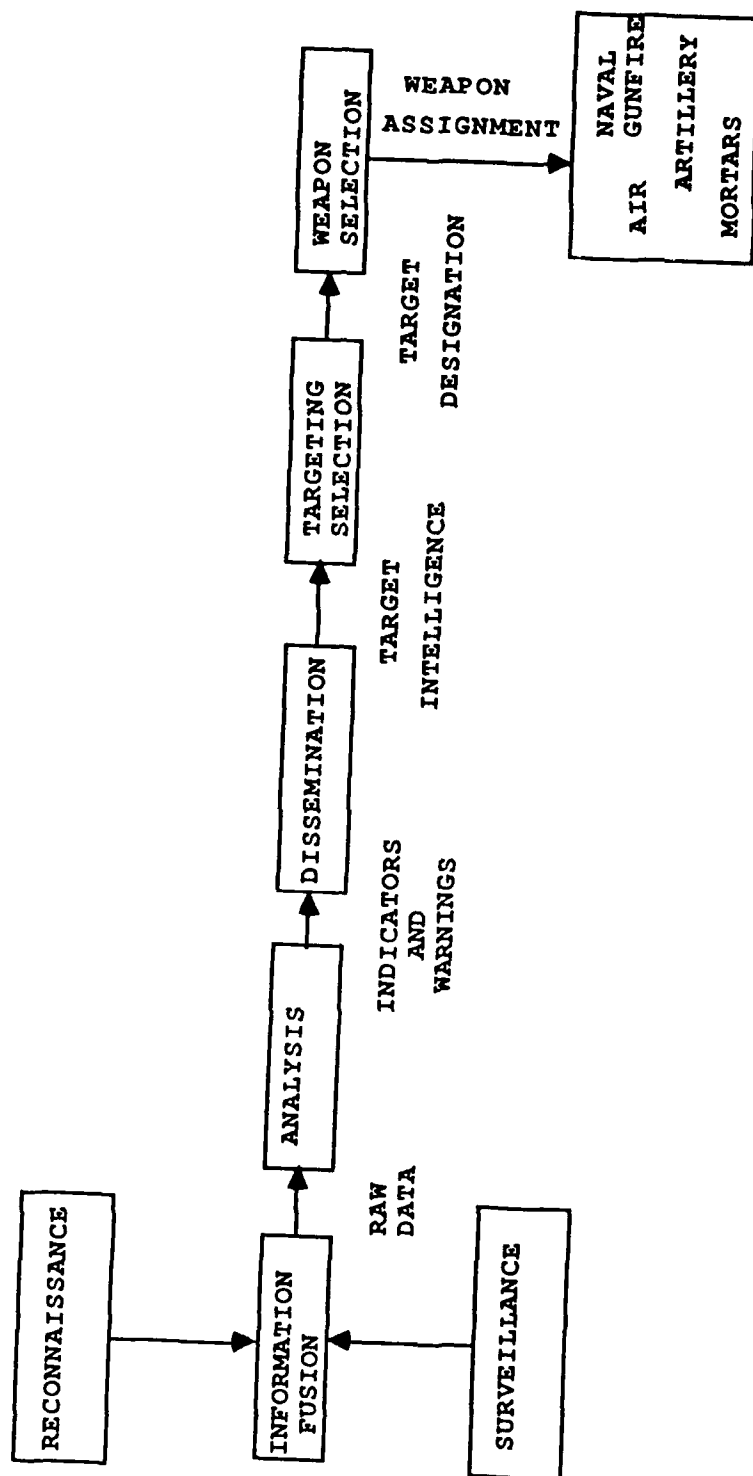 RECONNAISSANCE
INFORMATION
FUSION
SURVEILLANCE
RAW
DATA
ANALYSIS
INDICATORS
AND
WARNINGS
DISSEMINATION
TARGET
INTELLIGENCE
TARGETING
SELECTION
TARGET
DESIGNATION
WEAPON
SELECTION
WEAPON
ASSIGNMENT
NAVAL
AIR GUNFIRE
ARTILLERY
MORTARS